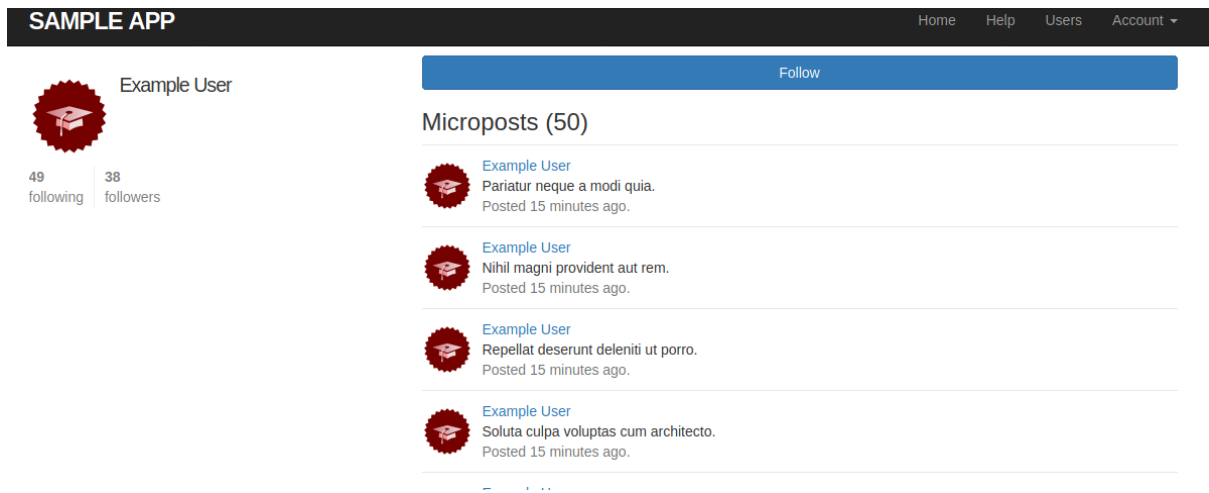 SAMPLE APP
Home Help Users Account
Example User
49 following
38 followers
Follow
Microposts (50)
Example User
Pariatur neque a modi quia.
Posted 15 minutes ago.
Example User
Nihil magni provident aut rem.
Posted 15 minutes ago.
Example User
Repellat deserunt deleniti ut porro.
Posted 15 minutes ago.
Example User
Soluta culpa voluptas cum architecto.
Posted 15 minutes ago.